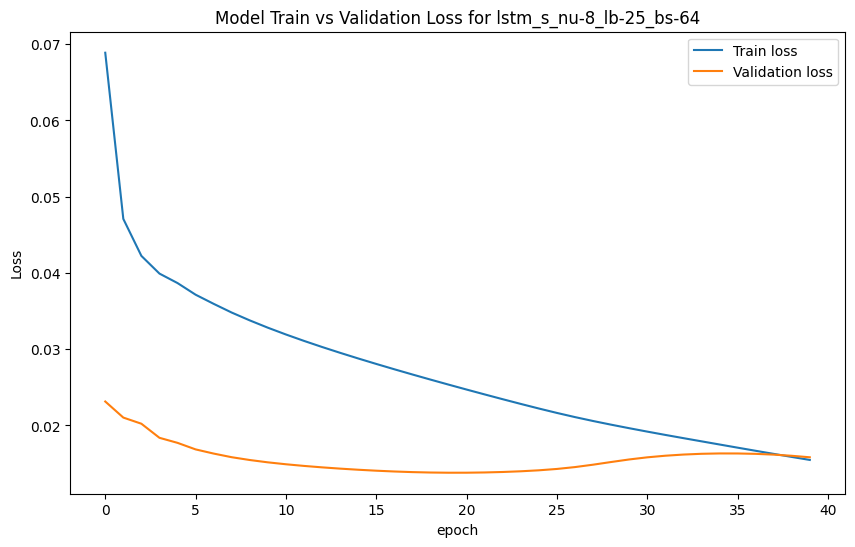 Model Train vs Validation Loss for lstm_s_nu-8_lb-25_bs-64
Train loss
Validation loss
Loss
0.07
0.06
0.05
0.04
0.03
0.02
0 5 10 15 20 25 30 35 40
epoch